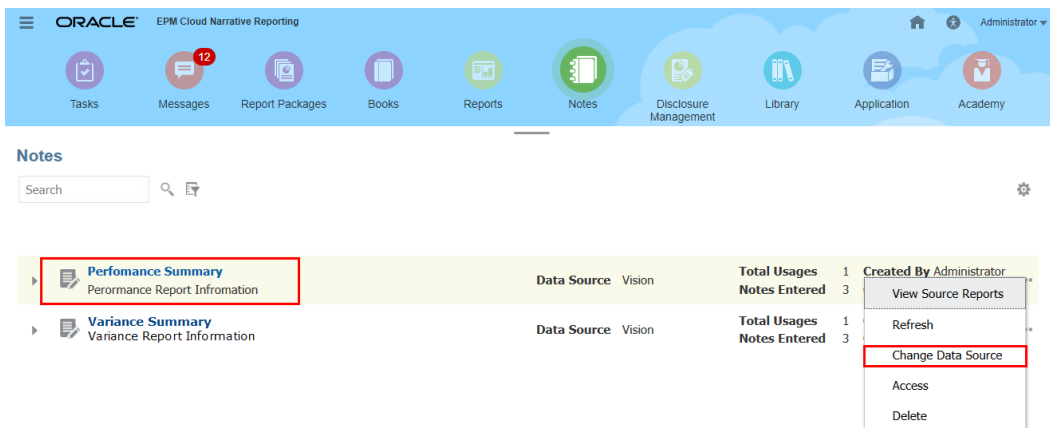 ORACLE® EPM Cloud Narrative Reporting Administrator
12
Tasks Messages Report Packages Books Reports Notes Disclosure Management Library Application Academy
Notes
Search
Perfomance Summary Data Source Vision Total Usages 1 Created By Administrator
Perormance Report Infromation Notes Entered 3
Variance Summary Data Source Vision Total Usages 1
Variance Report Information Notes Entered 3
View Source Reports
Refresh
Change Data Source
Access
Delete